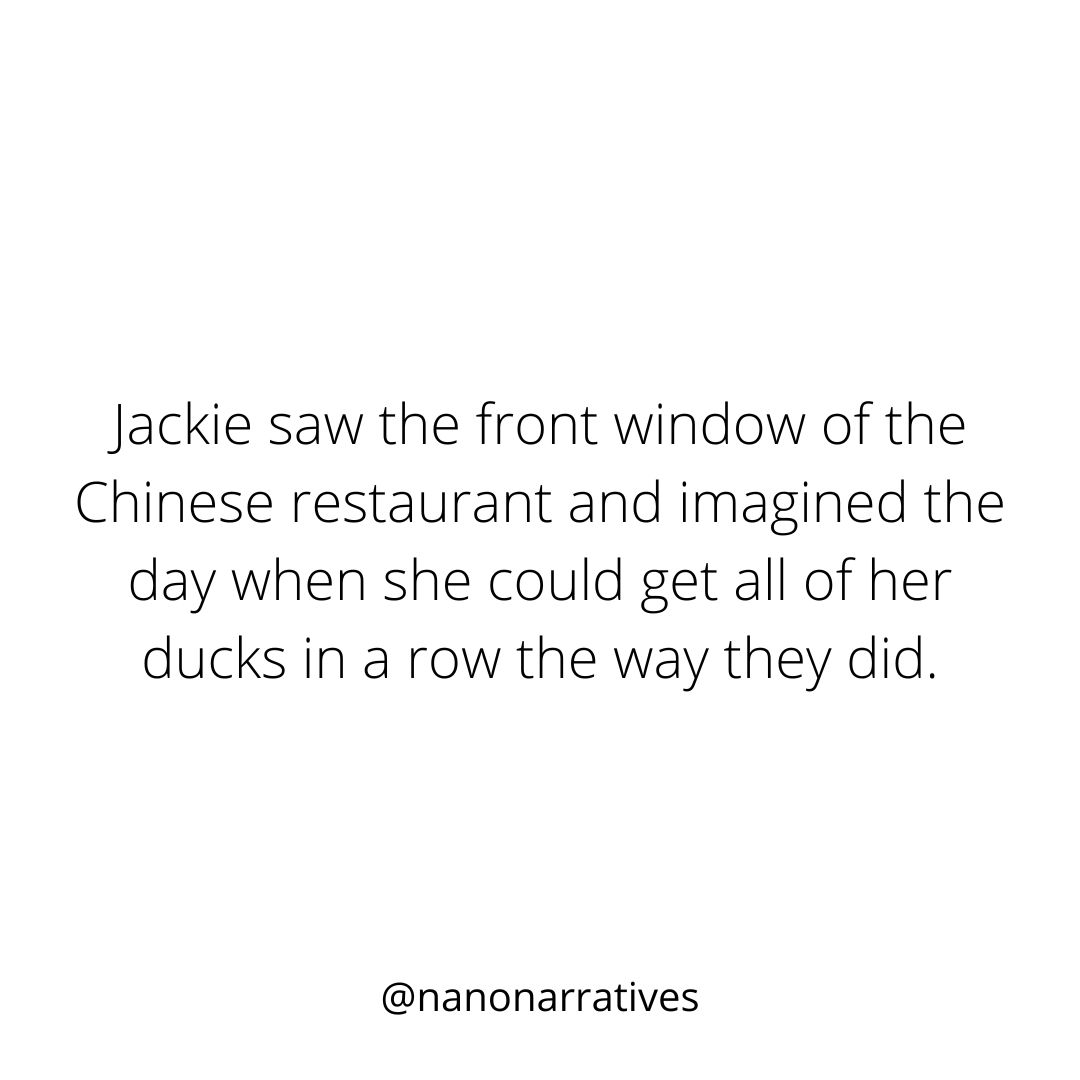 Jackie saw the front window of the
Chinese restaurant and imagined the
day when she could get all of her
ducks in a row the way they did.
@nanonarratives